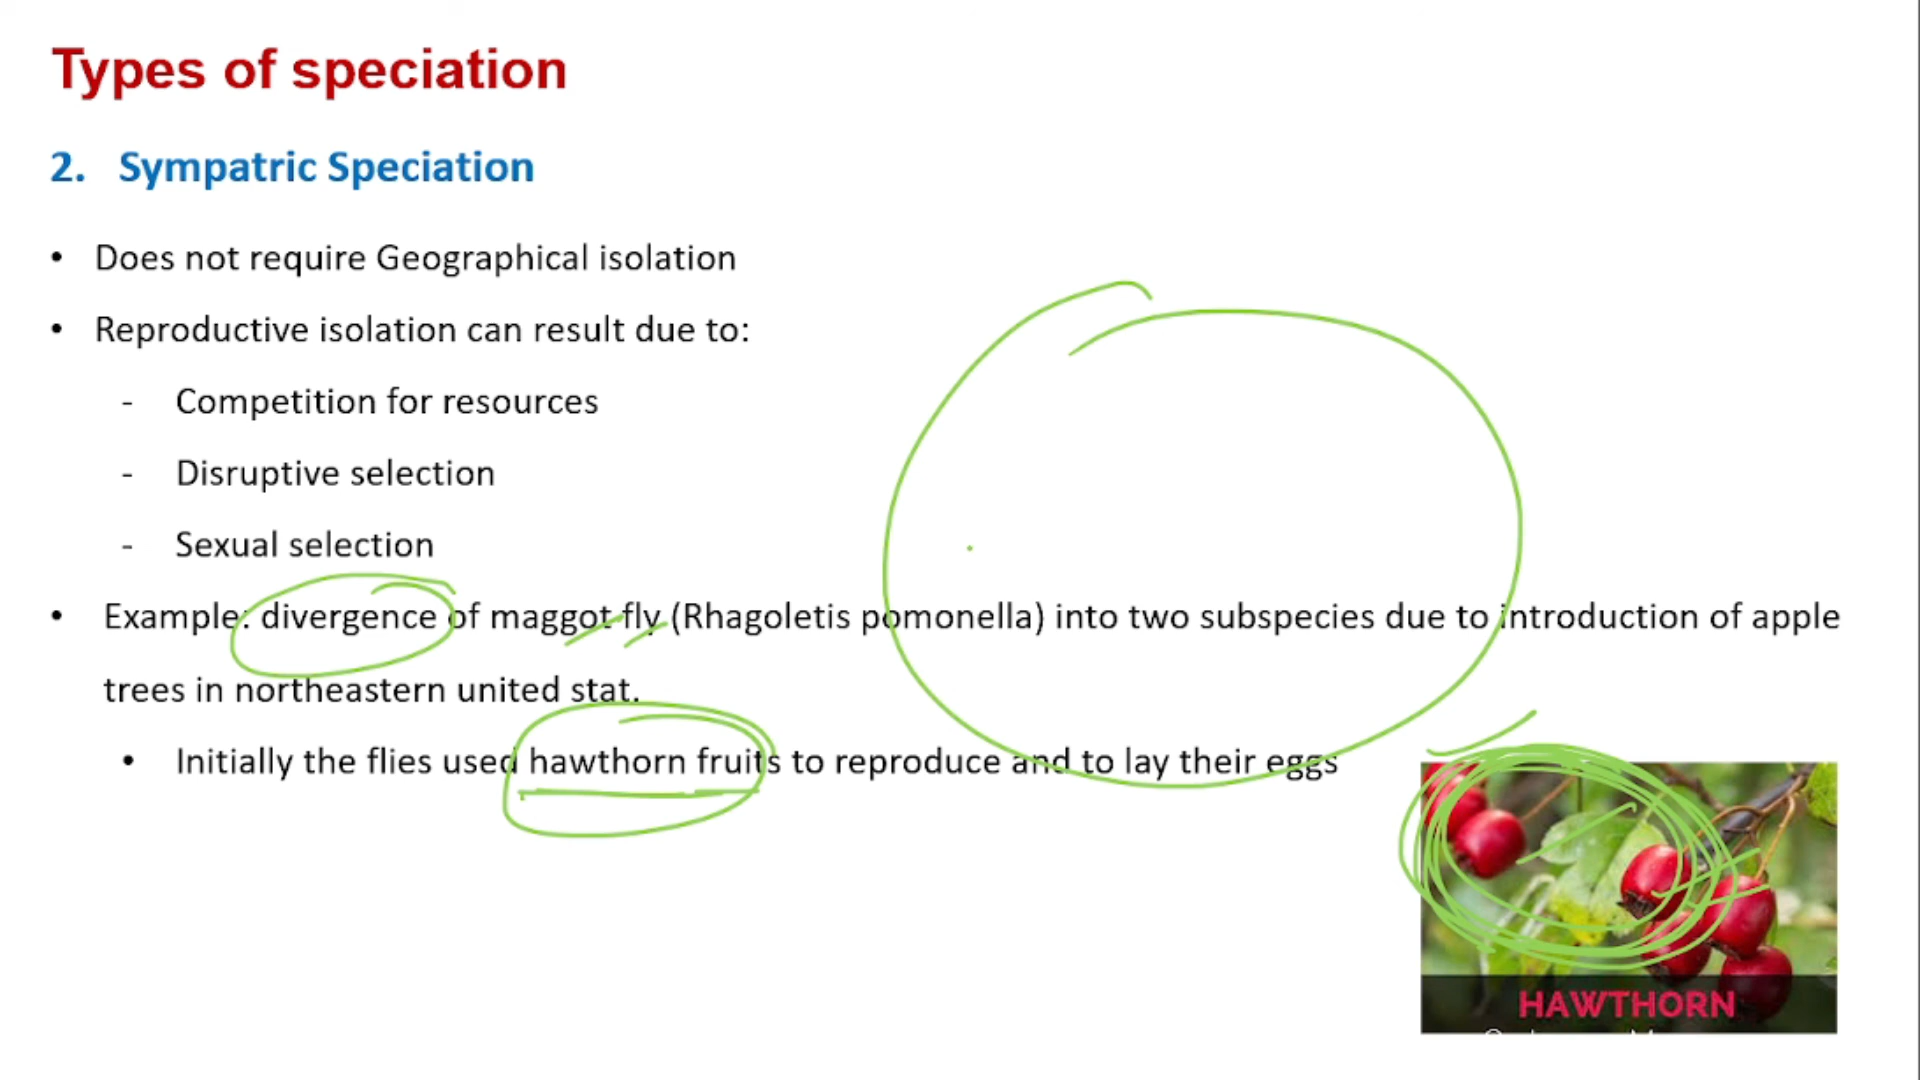 Types of speciation
2. Sympatric Speciation
• Does not require Geographical isolation
• Reproductive isolation can result due to:
- Competition for resources
- Disruptive selection
- Sexual selection
• Example: divergence of maggot fly (Rhagoletis pomonella) into two subspecies due to introduction of apple
trees in northeastern united stat.
• Initially the flies used hawthorn fruits to reproduce and to lay their eggs
HAWTHORN